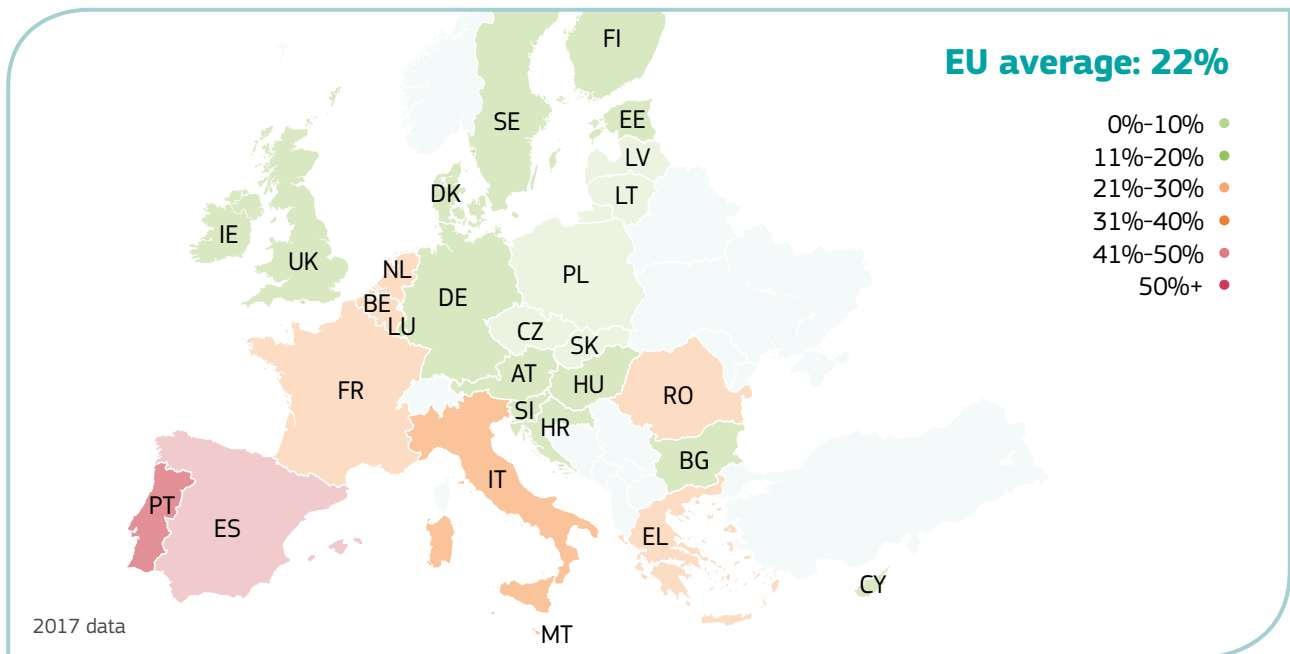 FI
EU average: 22%
SE
EE
0%-10%
11%-20%
LV
DK
LT
21%-30%
31%-40%
IE
UK
41%-50%
NL
PL
50%+
BE
DE
LU
CZ
SK
AT
HU
FR
RO
SI
HR
BG
IT
PT
ES
EL
CY
2017 data
MT